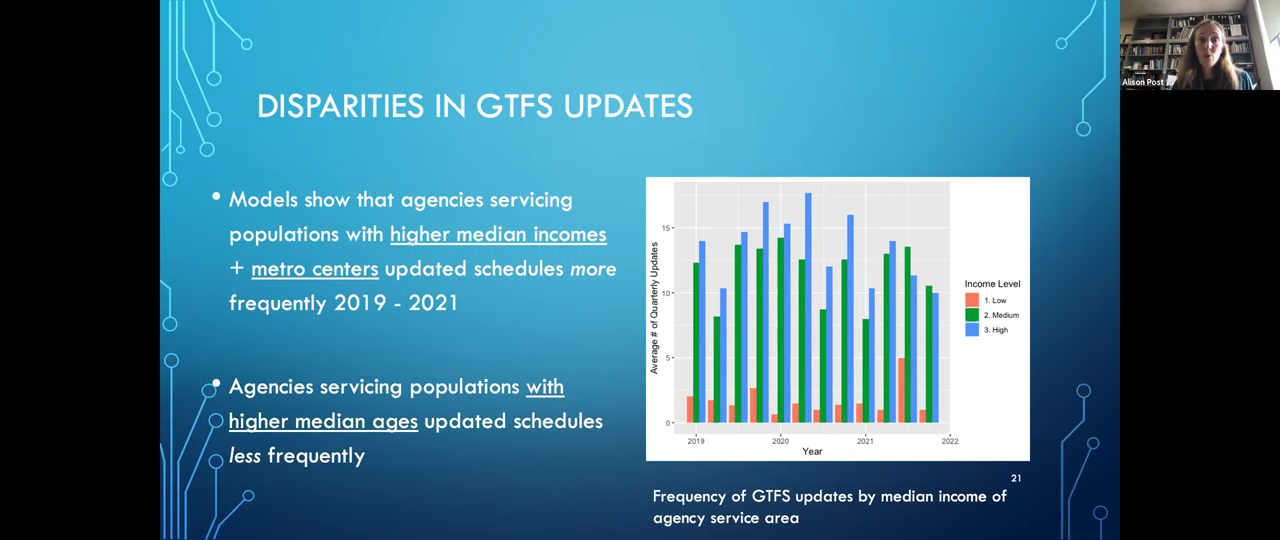 Alison Post
DISPARITIES IN GTFS UPDATES
• Models show that agencies servicing
populations with higher median incomes
+ metro centers updated schedules more
frequently 2019 - 2021
• Agencies servicing populations with
higher median ages updated schedules
less frequently
Average # of Quarterly Updates
15
10
5
0
2019
2020
2021
2022
Year
Income Level
1. Low
2. Medium
3. High
21
Frequency of GTFS updates by median income of
agency service area